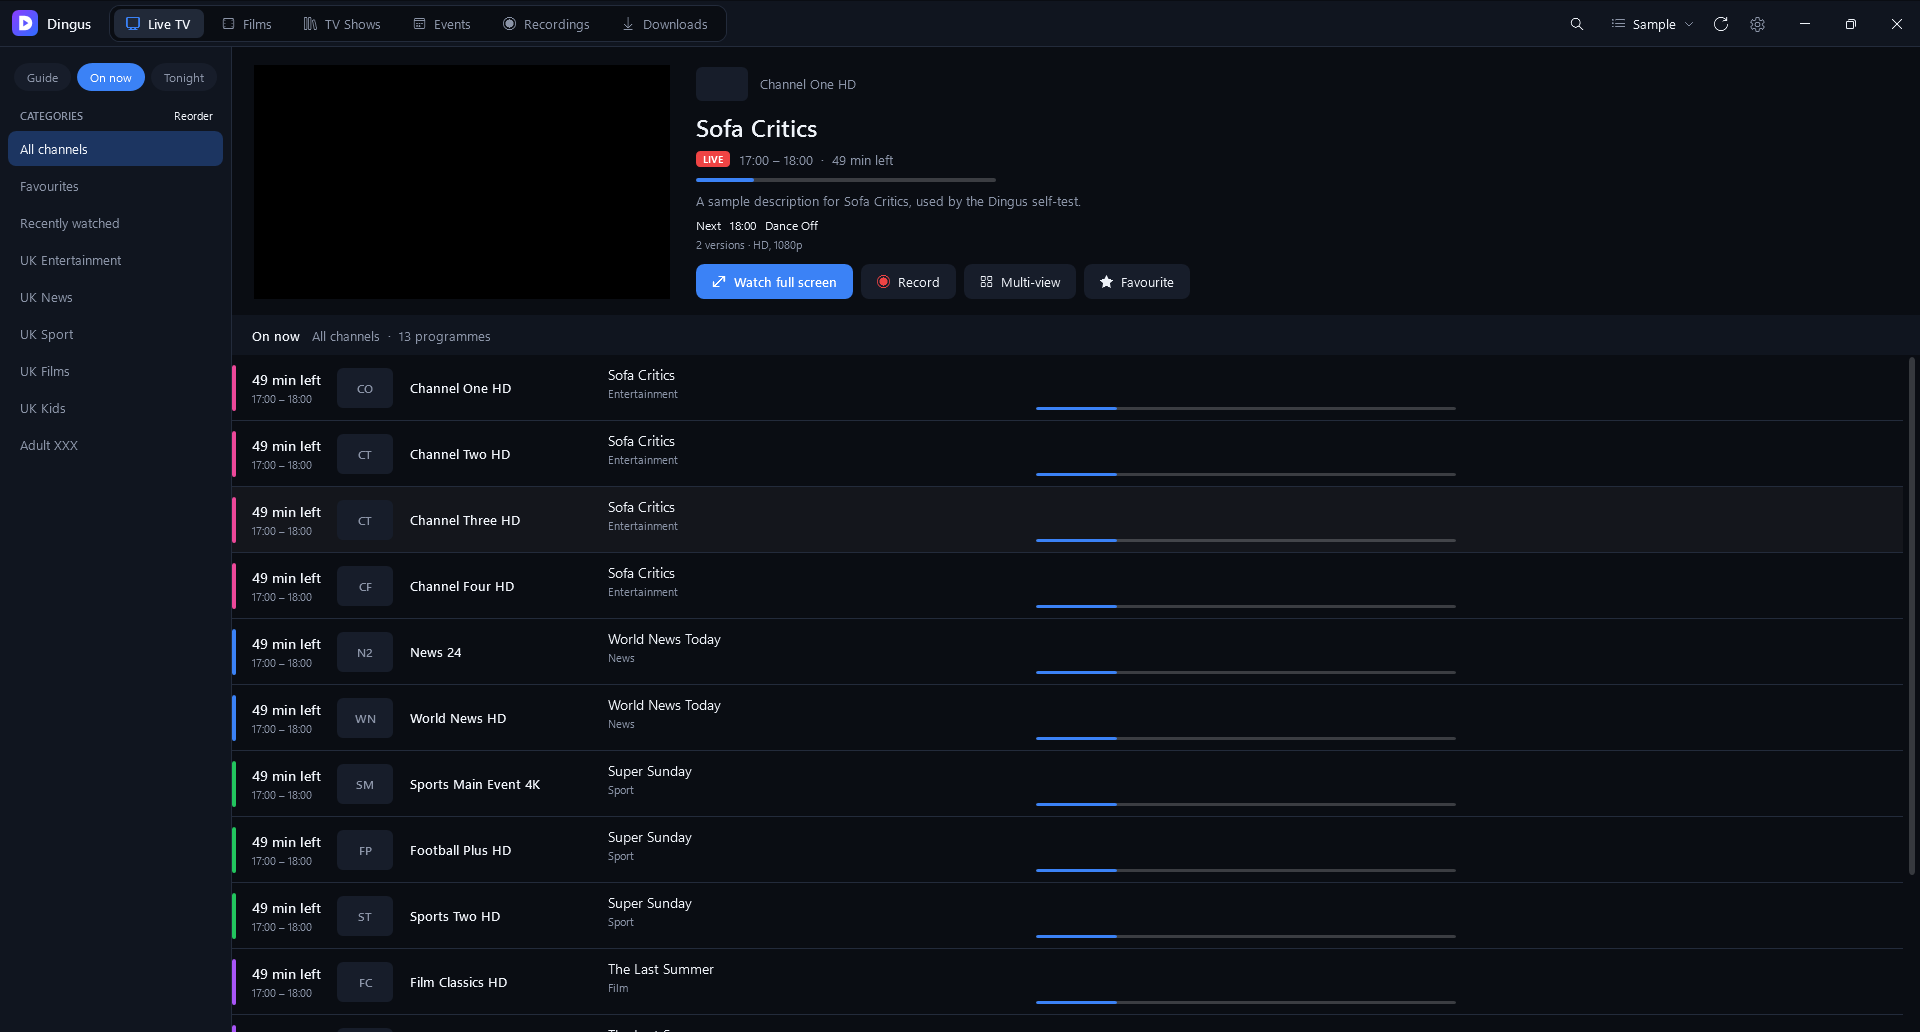 Dingus
Live TV
Films
TV Shows
Events
Recordings
Downloads
Sample
Guide
On now
Tonight
CATEGORIES
Reorder
All channels
Favourites
Recently watched
UK Entertainment
UK News
UK Sport
UK Films
UK Kids
Adult XXX
Channel One HD
Sofa Critics
LIVE 17:00 – 18:00 · 49 min left
A sample description for Sofa Critics, used by the Dingus self-test.
Next 18:00 Dance Off
2 versions · HD, 1080p
Watch full screen
Record
Multi-view
Favourite
On now All channels · 13 programmes
49 min left
17:00 – 18:00
CO
Channel One HD
Sofa Critics
Entertainment
49 min left
17:00 – 18:00
CT
Channel Two HD
Sofa Critics
Entertainment
49 min left
17:00 – 18:00
CT
Channel Three HD
Sofa Critics
Entertainment
49 min left
17:00 – 18:00
CF
Channel Four HD
Sofa Critics
Entertainment
49 min left
17:00 – 18:00
N2
News 24
World News Today
News
49 min left
17:00 – 18:00
WN
World News HD
World News Today
News
49 min left
17:00 – 18:00
SM
Sports Main Event 4K
Super Sunday
Sport
49 min left
17:00 – 18:00
FP
Football Plus HD
Super Sunday
Sport
49 min left
17:00 – 18:00
ST
Sports Two HD
Super Sunday
Sport
49 min left
17:00 – 18:00
FC
Film Classics HD
The Last Summer
Film